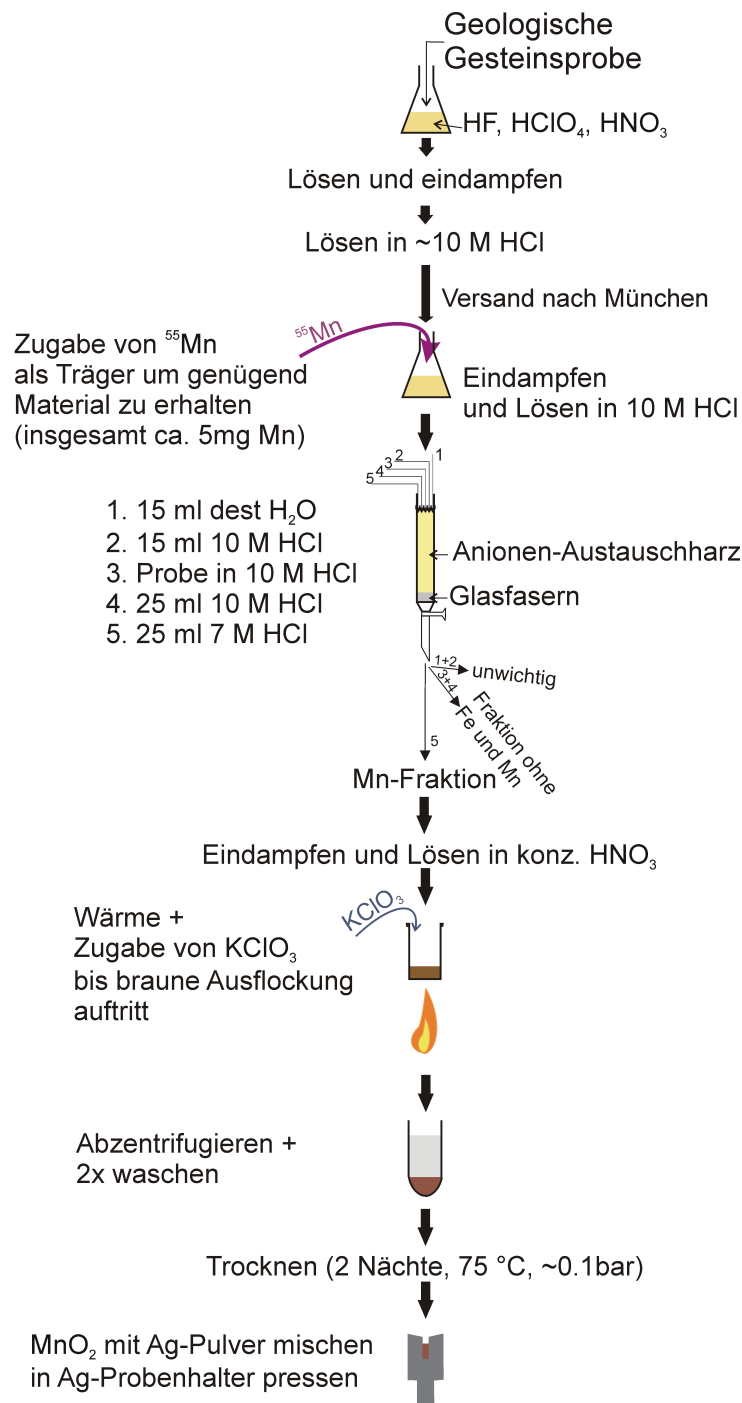 Geologische
Gesteinsprobe
HF, HClO₄, HNO₃
Lösen und eindampfen
Lösen in ~10 M HCl
Versand nach München
⁵⁵Mn
Zugabe von ⁵⁵Mn
als Träger um genügend
Material zu erhalten
(insgesamt ca. 5mg Mn)
Eindampfen
und Lösen in 10 M HCl
1
2
3
4
5
1. 15 ml dest H₂O
2. 15 ml 10 M HCl
3. Probe in 10 M HCl
4. 25 ml 10 M HCl
5. 25 ml 7 M HCl
Anionen-Austauschharz
Glasfasern
1+2
unwichtig
3+4
Fraktion ohne
Fe und Mn
5
Mn-Fraktion
Eindampfen und Lösen in konz. HNO₃
KClO₃
Wärme +
Zugabe von KClO₃
bis braune Ausflockung
auftritt
Abzentrifugieren +
2x waschen
Trocknen (2 Nächte, 75 °C, ~0.1bar)
MnO₂ mit Ag-Pulver mischen
in Ag-Probenhalter pressen